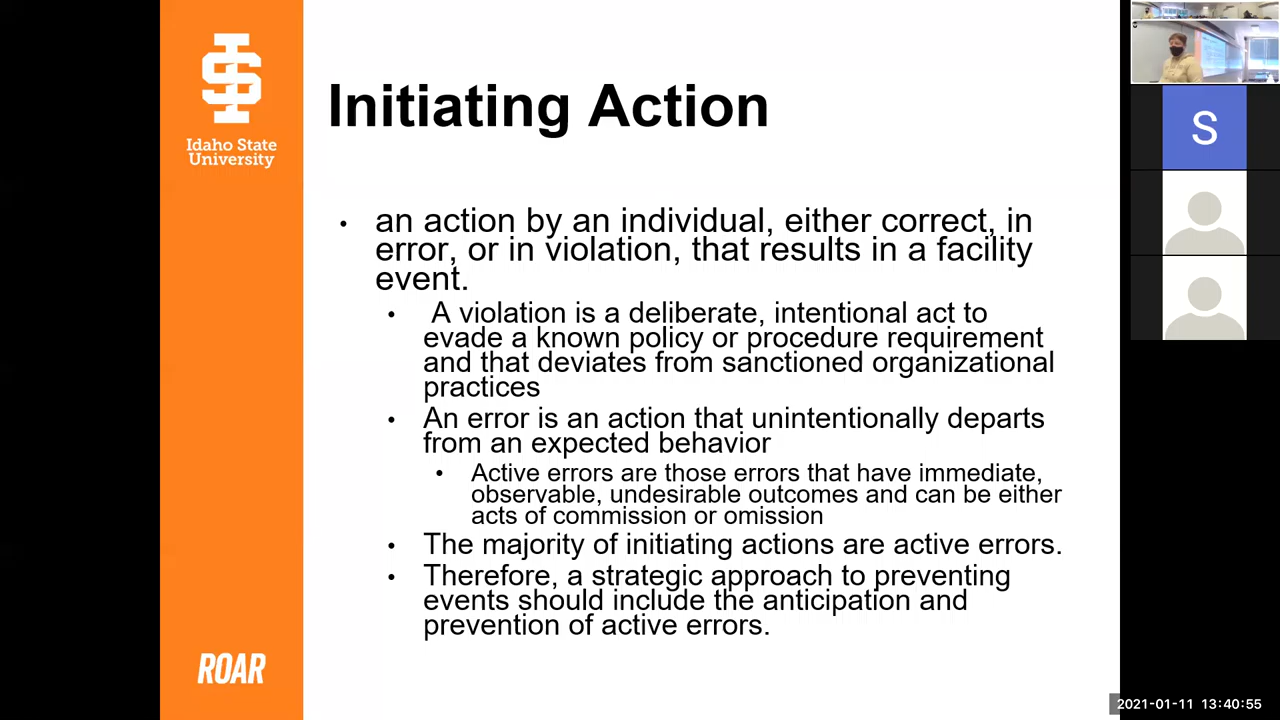 Idaho State
University
Initiating Action
• an action by an individual, either correct, in
error, or in violation, that results in a facility
event.
• A violation is a deliberate, intentional act to
evade a known policy or procedure requirement
and that deviates from sanctioned organizational
practices
• An error is an action that unintentionally departs
from an expected behavior
• Active errors are those errors that have immediate,
observable, undesirable outcomes and can be either
acts of commission or omission
• The majority of initiating actions are active errors.
• Therefore, a strategic approach to preventing
events should include the anticipation and
prevention of active errors.
ROAR
S
2021-01-11 13:40:55